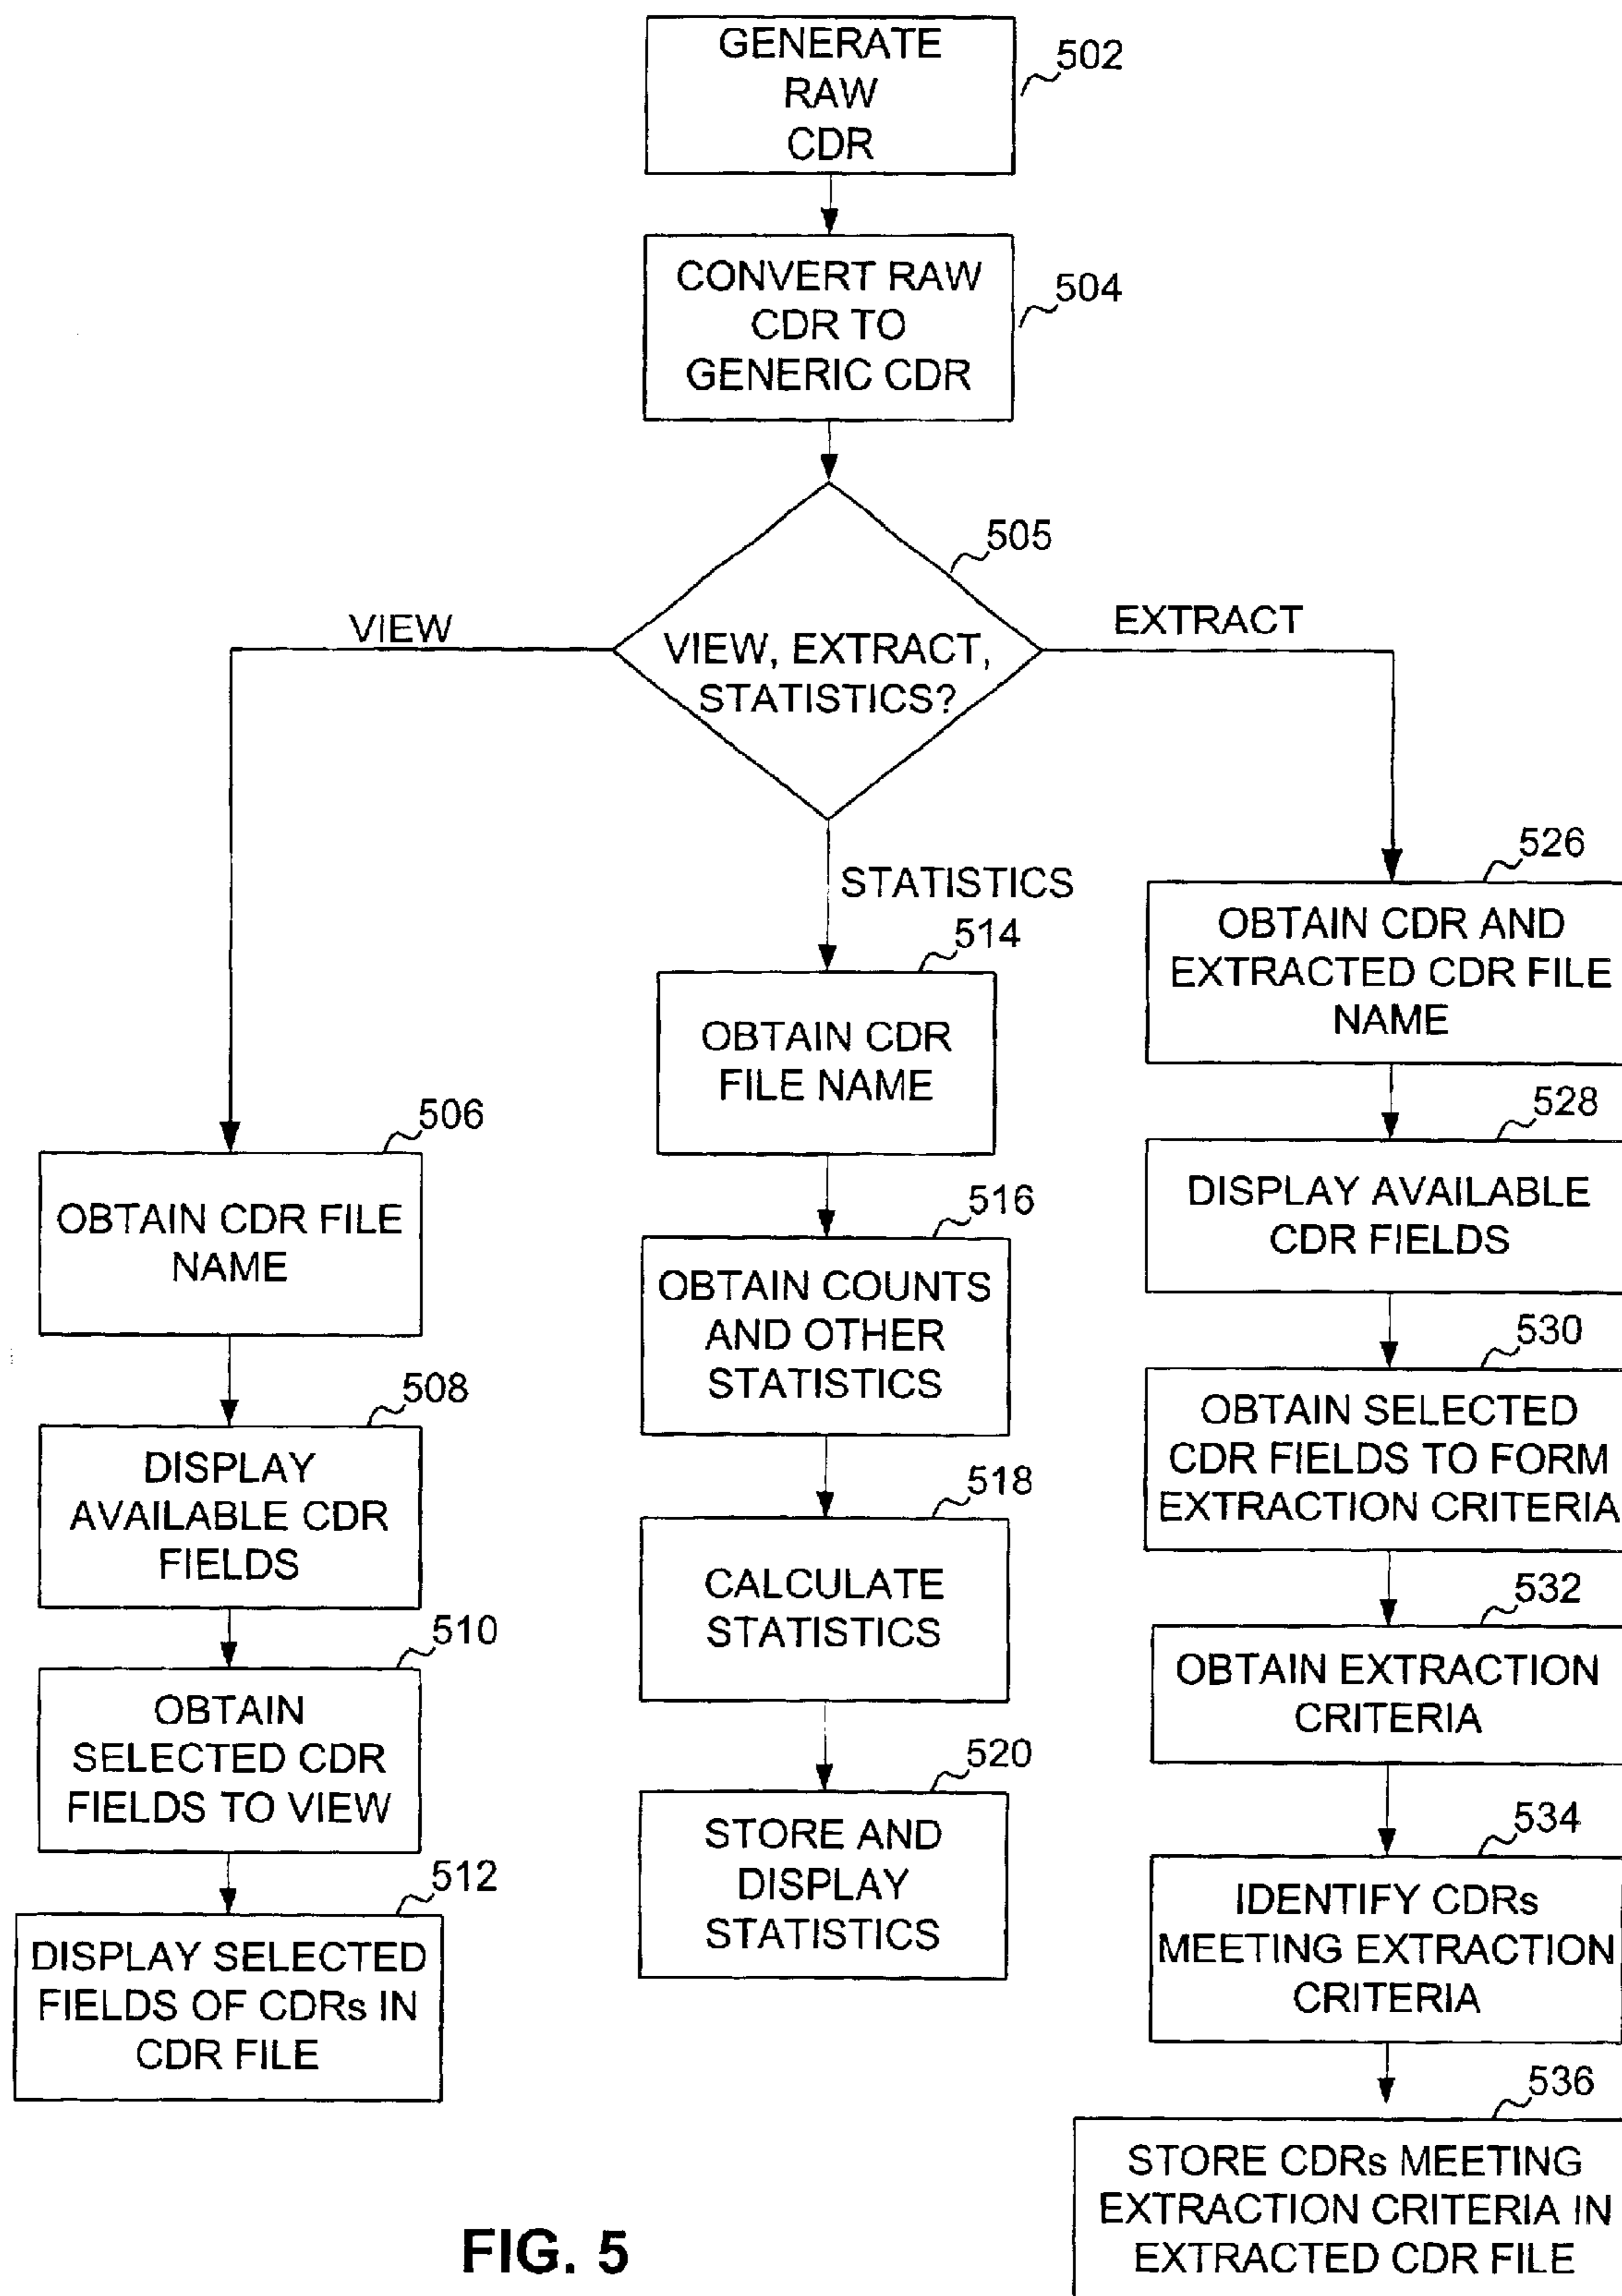 GENERATE
RAW
CDR
502
CONVERT RAW
CDR TO
GENERIC CDR
504
505
VIEW, EXTRACT,
STATISTICS?
VIEW
EXTRACT
STATISTICS
506
OBTAIN CDR FILE
NAME
508
DISPLAY
AVAILABLE CDR
FIELDS
510
OBTAIN
SELECTED CDR
FIELDS TO VIEW
512
DISPLAY SELECTED
FIELDS OF CDRs IN
CDR FILE
514
OBTAIN CDR
FILE NAME
516
OBTAIN COUNTS
AND OTHER
STATISTICS
518
CALCULATE
STATISTICS
520
STORE AND
DISPLAY
STATISTICS
526
OBTAIN CDR AND
EXTRACTED CDR FILE
NAME
528
DISPLAY AVAILABLE
CDR FIELDS
530
OBTAIN SELECTED
CDR FIELDS TO FORM
EXTRACTION CRITERIA
532
OBTAIN EXTRACTION
CRITERIA
534
IDENTIFY CDRs
MEETING EXTRACTION
CRITERIA
536
STORE CDRs MEETING
EXTRACTION CRITERIA IN
EXTRACTED CDR FILE
FIG. 5